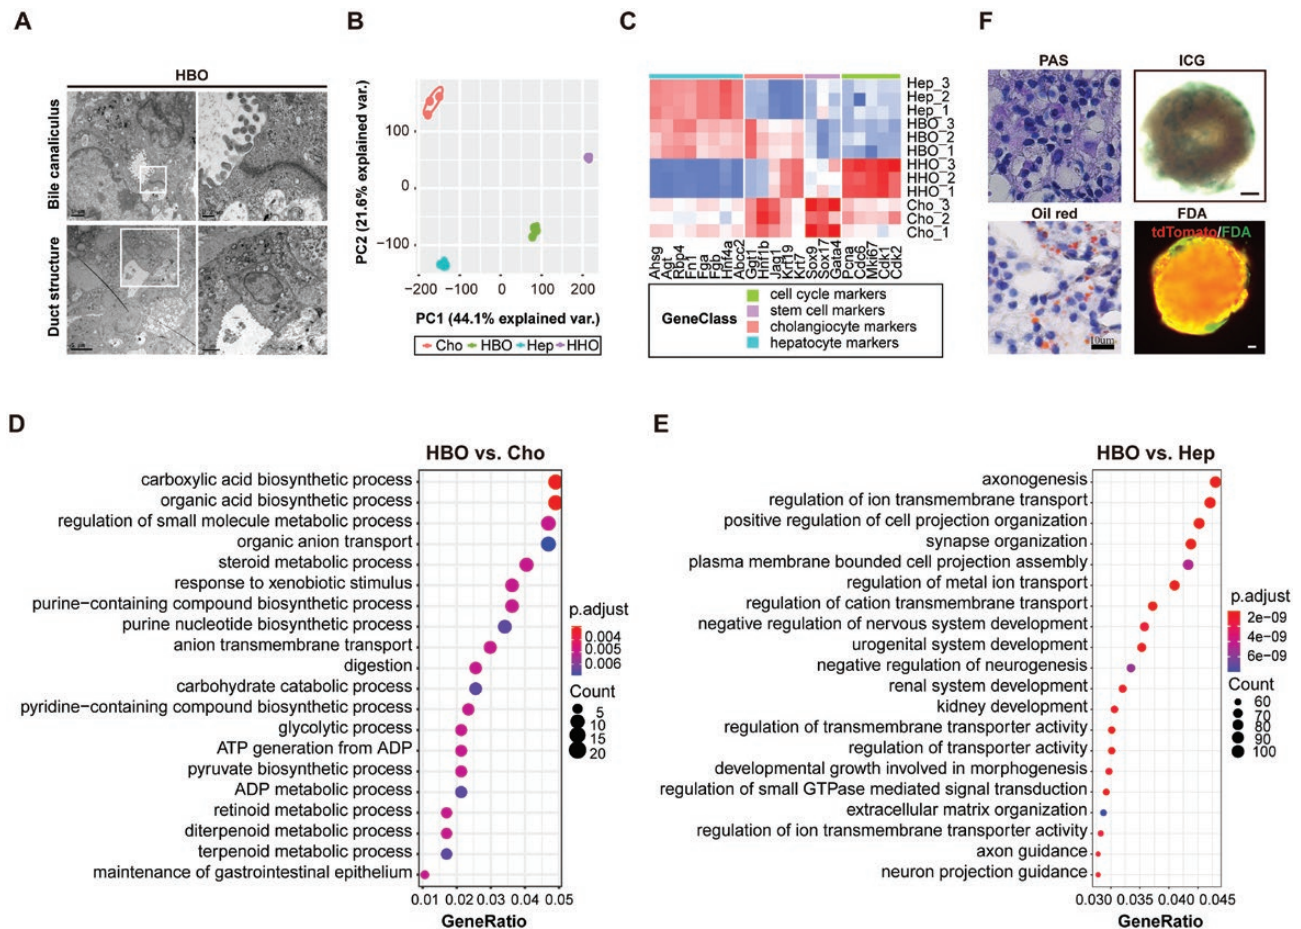 A
HBO
Bile canaliculus
Duct structure
B
PC2 (21.6% explained var.)
100
0
−100
−200
−100
0
100
200
PC1 (44.1% explained var.)
Cho
HBO
Hep
HHO
C
Hep_3
Hep_2
Hep_1
HBO_3
HBO_2
HBO_1
HHO_3
HHO_2
HHO_1
Cho_3
Cho_2
Cho_1
Ahsg
Agt
Rbp4
Fn1
Fga
Fgb
Hnf4a
Abcc2
Ggt1
Hnf1b
Jag1
Krt19
Krt7
Sox9
Sox17
Gata4
Pcna
Cdc6
Mki67
Cdk1
Cdk2
GeneClass
cell cycle markers
stem cell markers
cholangiocyte markers
hepatocyte markers
F
PAS
ICG
Oil red
10um
FDA
tdTomato/FDA
D
HBO vs. Cho
carboxylic acid biosynthetic process
organic acid biosynthetic process
regulation of small molecule metabolic process
organic anion transport
steroid metabolic process
response to xenobiotic stimulus
purine−containing compound biosynthetic process
purine nucleotide biosynthetic process
anion transmembrane transport
digestion
carbohydrate catabolic process
pyridine−containing compound biosynthetic process
glycolytic process
ATP generation from ADP
pyruvate biosynthetic process
ADP metabolic process
retinoid metabolic process
diterpenoid metabolic process
terpenoid metabolic process
maintenance of gastrointestinal epithelium
0.01 0.02 0.03 0.04 0.05
GeneRatio
p.adjust
0.004
0.005
0.006
Count
5
10
15
20
E
HBO vs. Hep
axonogenesis
regulation of ion transmembrane transport
positive regulation of cell projection organization
synapse organization
plasma membrane bounded cell projection assembly
regulation of metal ion transport
regulation of cation transmembrane transport
negative regulation of nervous system development
urogenital system development
negative regulation of neurogenesis
renal system development
kidney development
regulation of transmembrane transporter activity
regulation of transporter activity
developmental growth involved in morphogenesis
regulation of small GTPase mediated signal transduction
extracellular matrix organization
regulation of ion transmembrane transporter activity
axon guidance
neuron projection guidance
0.030 0.035 0.040 0.045
GeneRatio
p.adjust
2e−09
4e−09
6e−09
Count
60
70
80
90
100